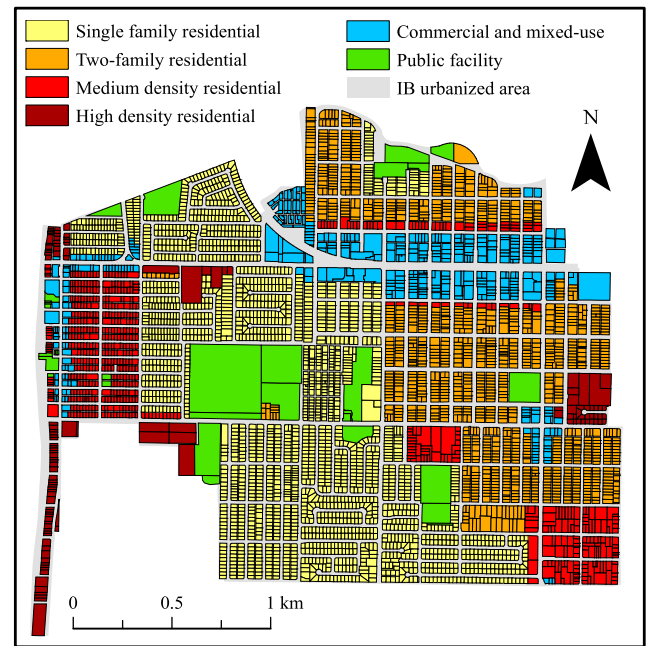 Single family residential
Two-family residential
Medium density residential
High density residential
Commercial and mixed-use
Public facility
IB urbanized area
N
0 0.5 1 km